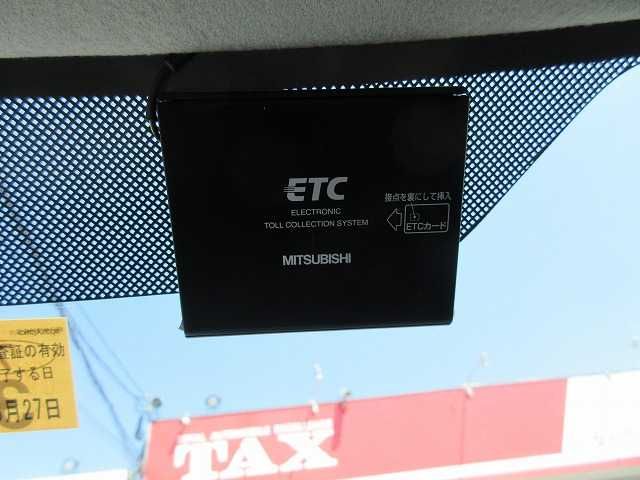 ETC
ELECTRONIC
TOLL COLLECTION SYSTEM
MITSUBISHI
接点を裏にして挿入
ETCカード
証の有効
了する日
月27日
TAX